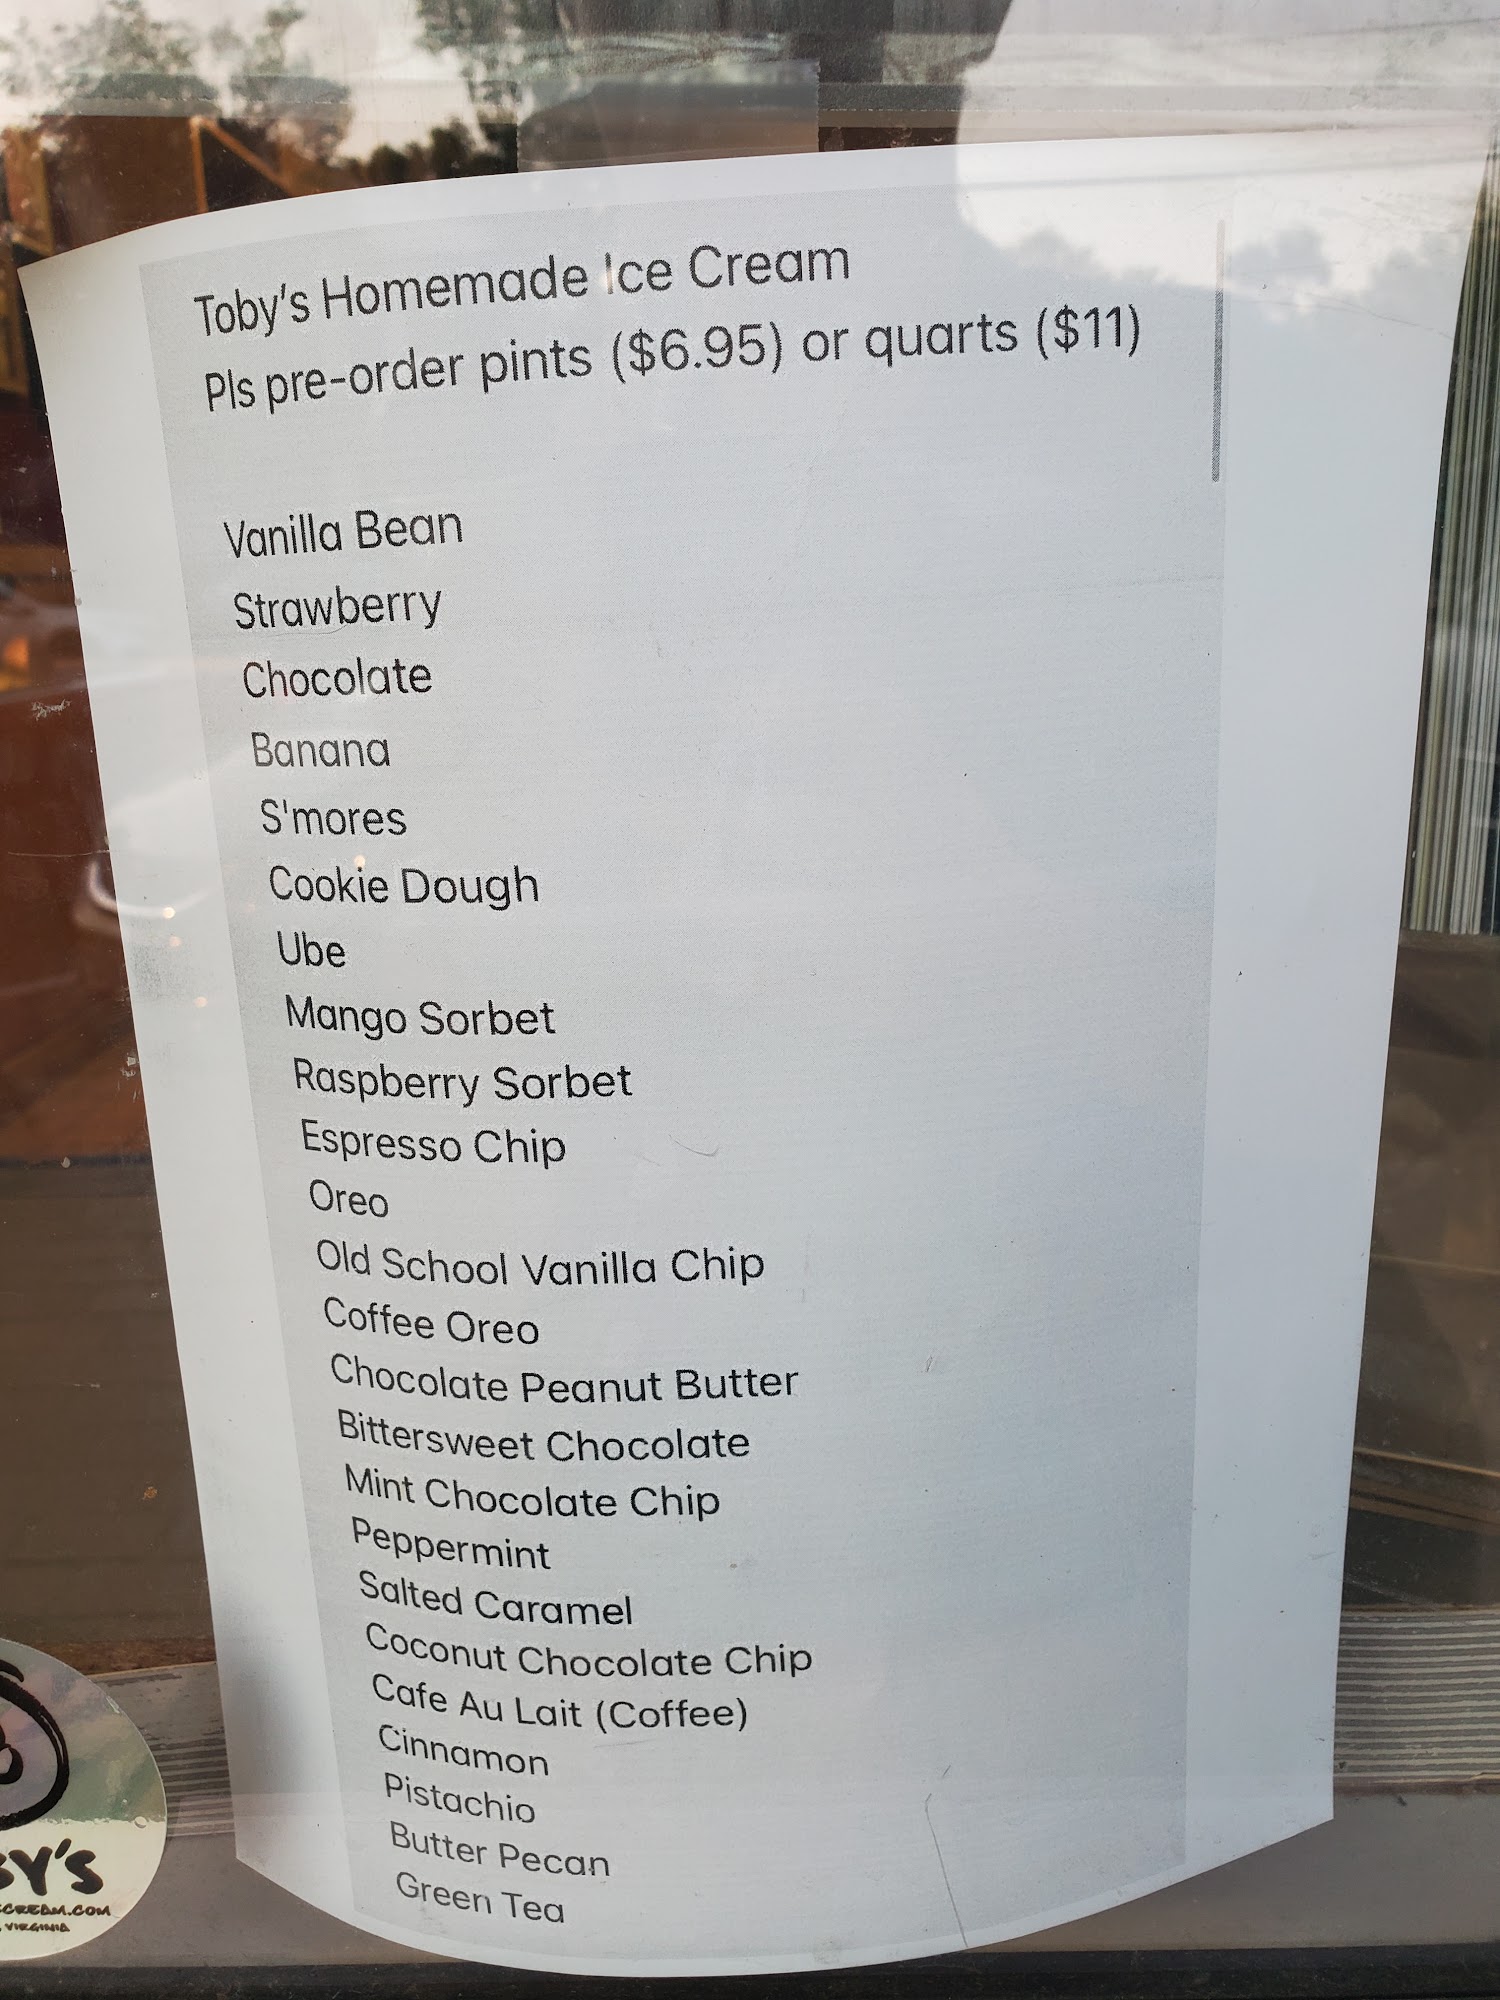 Toby's Homemade Ice Cream
Pls pre-order pints ($6.95) or quarts ($11)
Vanilla Bean
Strawberry
Chocolate
Banana
S'mores
Cookie Dough
Ube
Mango Sorbet
Raspberry Sorbet
Espresso Chip
Oreo
Old School Vanilla Chip
Coffee Oreo
Chocolate Peanut Butter
Bittersweet Chocolate
Mint Chocolate Chip
Peppermint
Salted Caramel
Coconut Chocolate Chip
Cafe Au Lait (Coffee)
Cinnamon
Pistachio
Butter Pecan
Green Tea
VIRGINIA